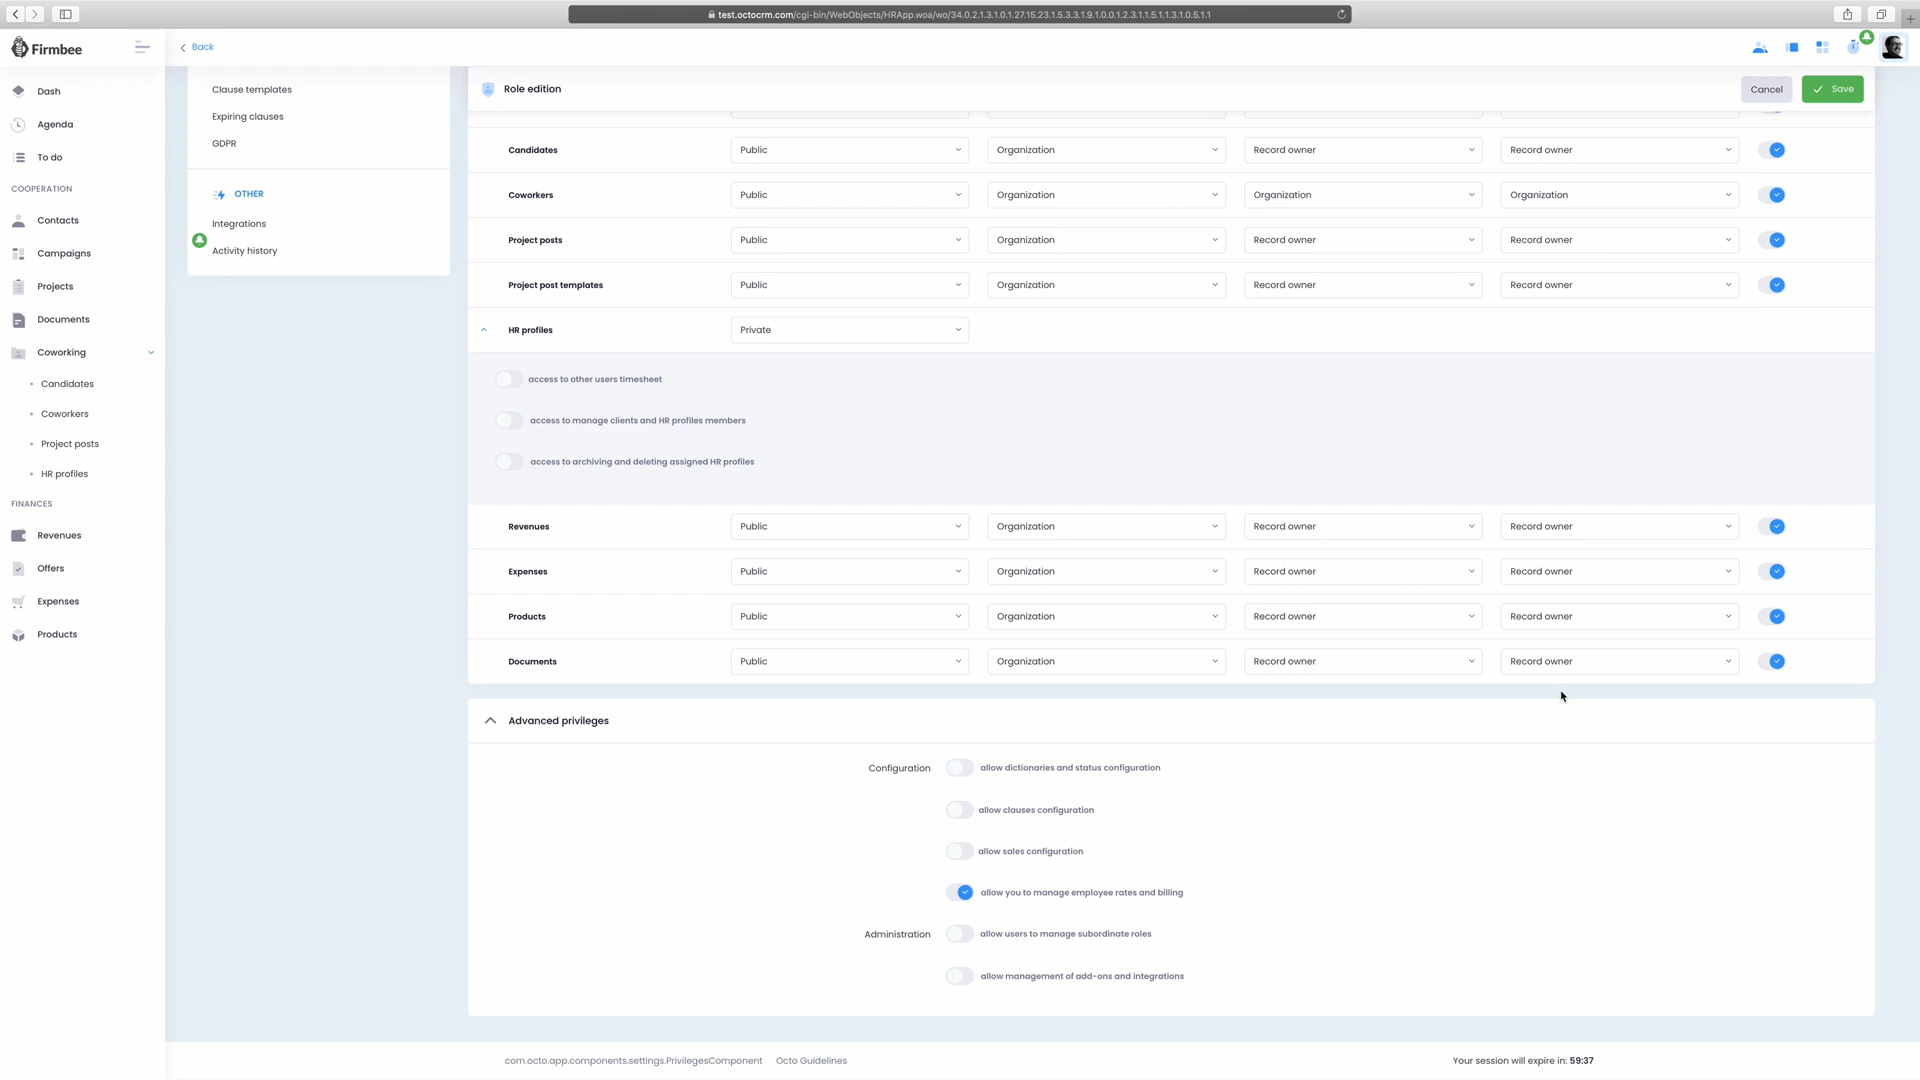 test.octocrm.com/cgi-bin/WebObjects/HRApp.woa/wo/34.0.2.1.3.1.0.1.27.15.23.1.5.3.3.1.9.1.0.0.1.2.3.1.1.5.1.1.3.1.0.5.1.1
Firmbee
Back
Dash
Agenda
To do
COOPERATION
Contacts
Campaigns
Projects
Documents
Coworking
Candidates
Coworkers
Project posts
HR profiles
FINANCES
Revenues
Offers
Expenses
Products
Clause templates
Expiring clauses
GDPR
OTHER
Integrations
Activity history
Role edition
Cancel
Save
Candidates Public Organization Record owner Record owner
Coworkers Public Organization Organization Organization
Project posts Public Organization Record owner Record owner
Project post templates Public Organization Record owner Record owner
HR profiles Private
access to other users timesheet
access to manage clients and HR profiles members
access to archiving and deleting assigned HR profiles
Revenues Public Organization Record owner Record owner
Expenses Public Organization Record owner Record owner
Products Public Organization Record owner Record owner
Documents Public Organization Record owner Record owner
Advanced privileges
Configuration allow dictionaries and status configuration
allow clauses configuration
allow sales configuration
allow you to manage employee rates and billing
Administration allow users to manage subordinate roles
allow management of add-ons and integrations
com.octo.app.components.settings.PrivilegesComponent Octo Guidelines
Your session will expire in: 59:37